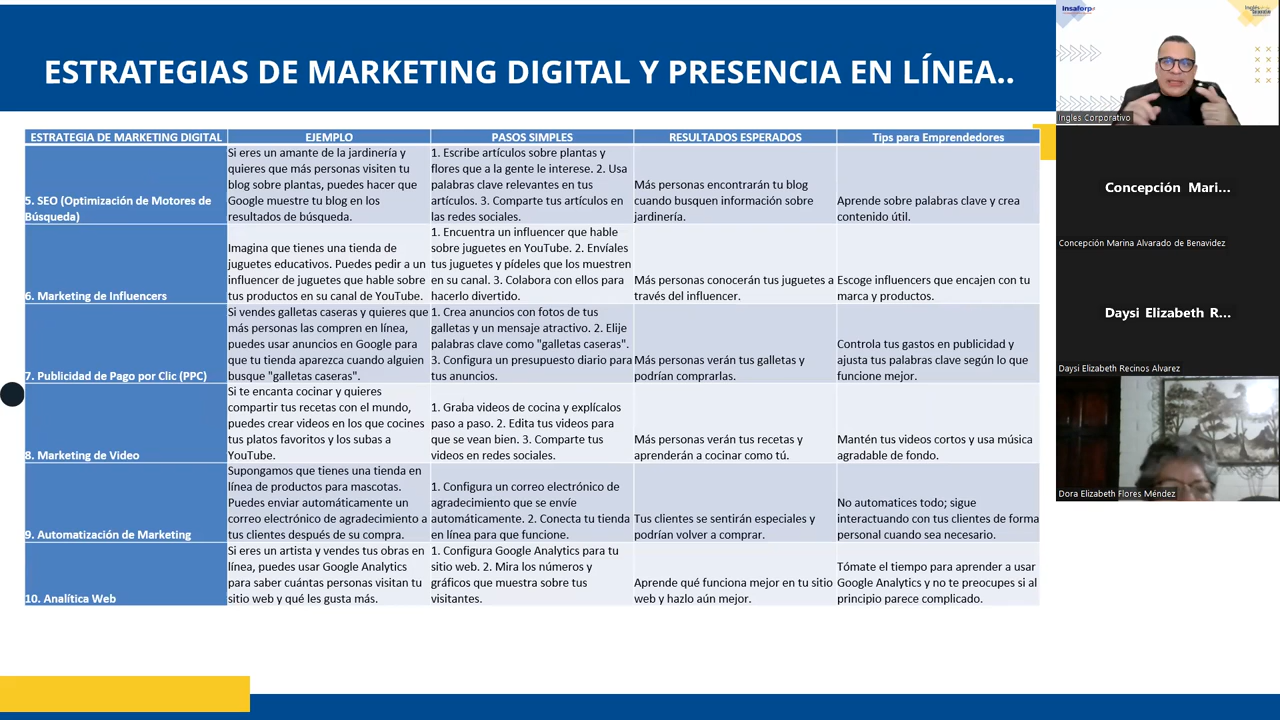 ESTRATEGIAS DE MARKETING DIGITAL Y PRESENCIA EN LÍNEA..
ESTRATEGIA DE MARKETING DIGITAL
EJEMPLO
PASOS SIMPLES
RESULTADOS ESPERADOS
Tips para Emprendedores
5. SEO (Optimización de Motores de
Búsqueda)
Si eres un amante de la jardinería y
quieres que más personas visiten tu
blog sobre plantas, puedes hacer que
Google muestre tu blog en los
resultados de búsqueda.
1. Escribe artículos sobre plantas y
flores que a la gente le interese. 2. Usa
palabras clave relevantes en tus
artículos. 3. Comparte tus artículos en
las redes sociales.
Más personas encontrarán tu blog
cuando busquen información sobre
jardinería.
Aprende sobre palabras clave y crea
contenido útil.
6. Marketing de Influencers
Imagina que tienes una tienda de
juguetes educativos. Puedes pedir a un
influencer de juguetes que hable sobre
tus productos en su canal de YouTube.
1. Encuentra un influencer que hable
sobre juguetes en YouTube. 2. Envíales
tus juguetes y pídeles que los muestren
en su canal. 3. Colabora con ellos para
hacerlo divertido.
Más personas conocerán tus juguetes a
través del influencer.
Escoge influencers que encajen con tu
marca y productos.
7. Publicidad de Pago por Clic (PPC)
Si vendes galletas caseras y quieres que
más personas las compren en línea,
puedes usar anuncios en Google para
que tu tienda aparezca cuando alguien
busque "galletas caseras".
1. Crea anuncios con fotos de tus
galletas y un mensaje atractivo. 2. Elije
palabras clave como "galletas caseras".
3. Configura un presupuesto diario para
tus anuncios.
Más personas verán tus galletas y
podrían comprarlas.
Controla tus gastos en publicidad y
ajusta tus palabras clave según lo que
funcione mejor.
8. Marketing de Video
Si te encanta cocinar y quieres
compartir tus recetas con el mundo,
puedes crear videos en los que cocines
tus platos favoritos y los subas a
YouTube.
1. Graba videos de cocina y explícalos
paso a paso. 2. Edita tus videos para
que se vean bien. 3. Comparte tus
videos en redes sociales.
Más personas verán tus recetas y
aprenderán a cocinar como tú.
Mantén tus videos cortos y usa música
agradable de fondo.
9. Automatización de Marketing
Supongamos que tienes una tienda en
línea de productos para mascotas.
Puedes enviar automáticamente un
correo electrónico de agradecimiento a
tus clientes después de su compra.
1. Configura un correo electrónico de
agradecimiento que se envíe
automáticamente. 2. Conecta tu tienda
en línea para que funcione.
Tus clientes se sentirán especiales y
podrían volver a comprar.
No automatices todo; sigue
interactuando con tus clientes de forma
personal cuando sea necesario.
10. Analítica Web
Si eres un artista y vendes tus obras en
línea, puedes usar Google Analytics
para saber cuántas personas visitan tu
sitio web y qué les gusta más.
1. Configura Google Analytics para tu
sitio web. 2. Mira los números y
gráficos que muestra sobre tus
visitantes.
Aprende qué funciona mejor en tu sitio
web y hazlo aún mejor.
Tómate el tiempo para aprender a usar
Google Analytics y no te preocupes si al
principio parece complicado.
Insaforp
Ingles Corporativo
Concepción Mari...
Concepción Marina Alvarado de Benavidez
Daysi Elizabeth R...
Daysi Elizabeth Recinos Alvarez
Dora Elizabeth Flores Méndez